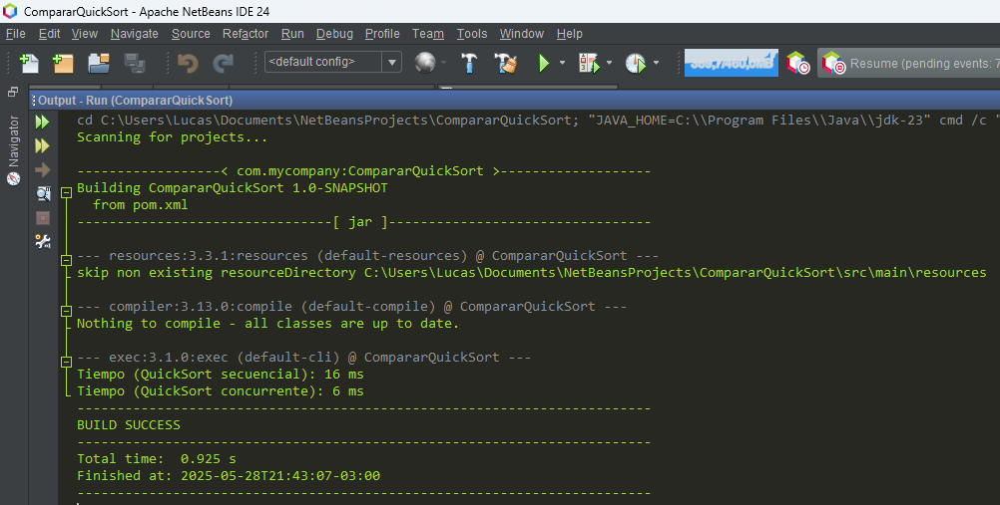 CompararQuickSort - Apache NetBeans IDE 24
File Edit View Navigate Source Refactor Run Debug Profile Team Tools Window Help
<default config>
Resume (pending events: 7
Output - Run (CompararQuickSort)
Navigator
cd C:\Users\Lucas\Documents\NetBeansProjects\CompararQuickSort; "JAVA_HOME=C:\\Program Files\\Java\\jdk-23" cmd /c "
Scanning for projects...
------------------< com.mycompany:CompararQuickSort >-------------------
Building CompararQuickSort 1.0-SNAPSHOT
from pom.xml
--------------------------------[ jar ]---------------------------------
--- resources:3.3.1:resources (default-resources) @ CompararQuickSort ---
skip non existing resourceDirectory C:\Users\Lucas\Documents\NetBeansProjects\CompararQuickSort\src\main\resources
--- compiler:3.13.0:compile (default-compile) @ CompararQuickSort ---
Nothing to compile - all classes are up to date.
--- exec:3.1.0:exec (default-cli) @ CompararQuickSort ---
Tiempo (QuickSort secuencial): 16 ms
Tiempo (QuickSort concurrente): 6 ms
------------------------------------------------------------------------
BUILD SUCCESS
------------------------------------------------------------------------
Total time:  0.925 s
Finished at: 2025-05-28T21:43:07-03:00
------------------------------------------------------------------------